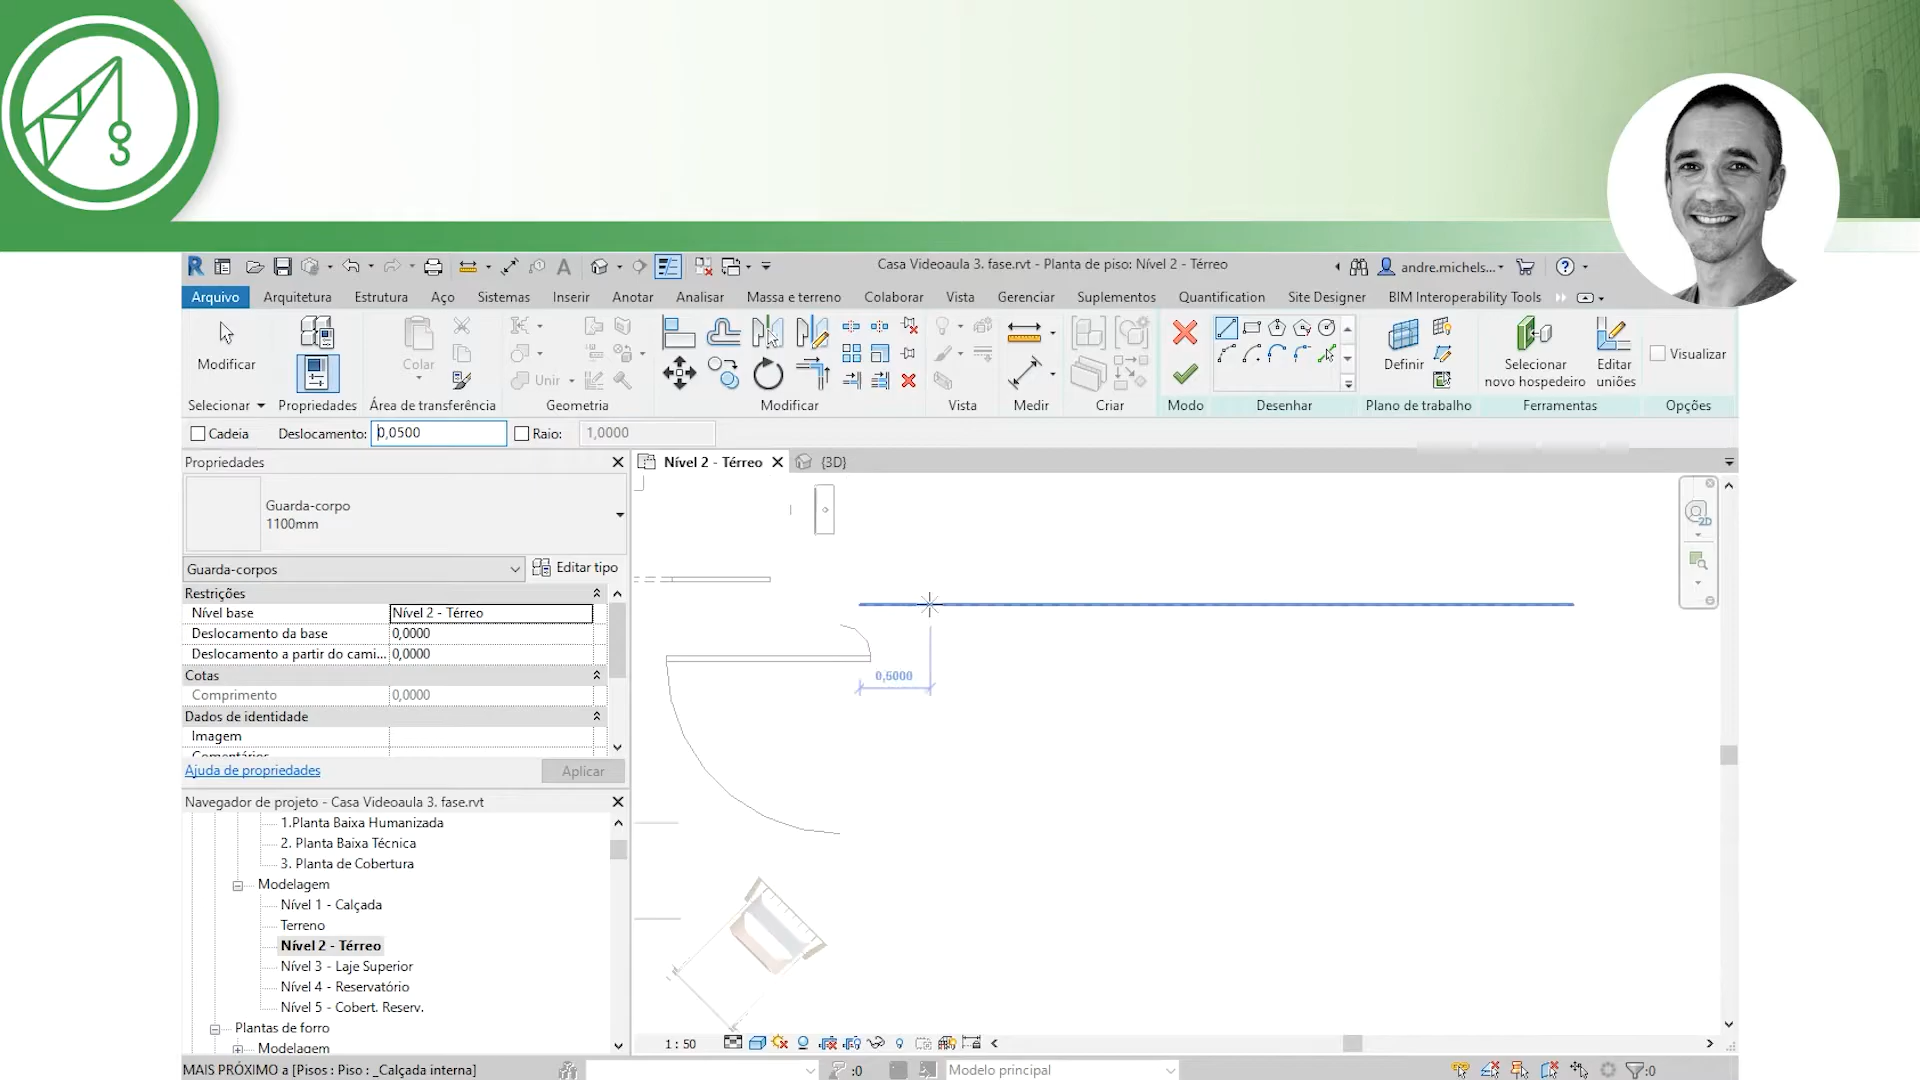 Casa Videoaula 3. fase.rvt - Planta de piso: Nível 2 - Térreo
andre.michels...
Arquivo Arquitetura Estrutura Aço Sistemas Inserir Anotar Analisar Massa e terreno Colaborar Vista Gerenciar Suplementos Quantification Site Designer BIM Interoperability Tools
Modificar
Colar
Unir
Definir
Selecionar novo hospedeiro
Editar uniões
Visualizar
Selecionar Propriedades Área de transferência Geometria Modificar Vista Medir Criar Modo Desenhar Plano de trabalho Ferramentas Opções
Cadeia Deslocamento: 0,0500 Raio: 1,0000
Propriedades
Nível 2 - Térreo {3D}
Guarda-corpo
1100mm
2D
Guarda-corpos Editar tipo
Restrições
Nível base Nível 2 - Térreo
Deslocamento da base 0,0000
Deslocamento a partir do cami... 0,0000
Cotas
Comprimento 0,0000
Dados de identidade
Imagem
Comentários
Ajuda de propriedades Aplicar
Navegador de projeto - Casa Videoaula 3. fase.rvt
1.Planta Baixa Humanizada
2. Planta Baixa Técnica
3. Planta de Cobertura
Modelagem
Nível 1 - Calçada
Terreno
Nível 2 - Térreo
Nível 3 - Laje Superior
Nível 4 - Reservatório
Nível 5 - Cobert. Reserv.
Plantas de forro
Modelagem
1 : 50
MAIS PRÓXIMO a [Pisos : Piso : _Calçada interna]
:0
Modelo principal
:0